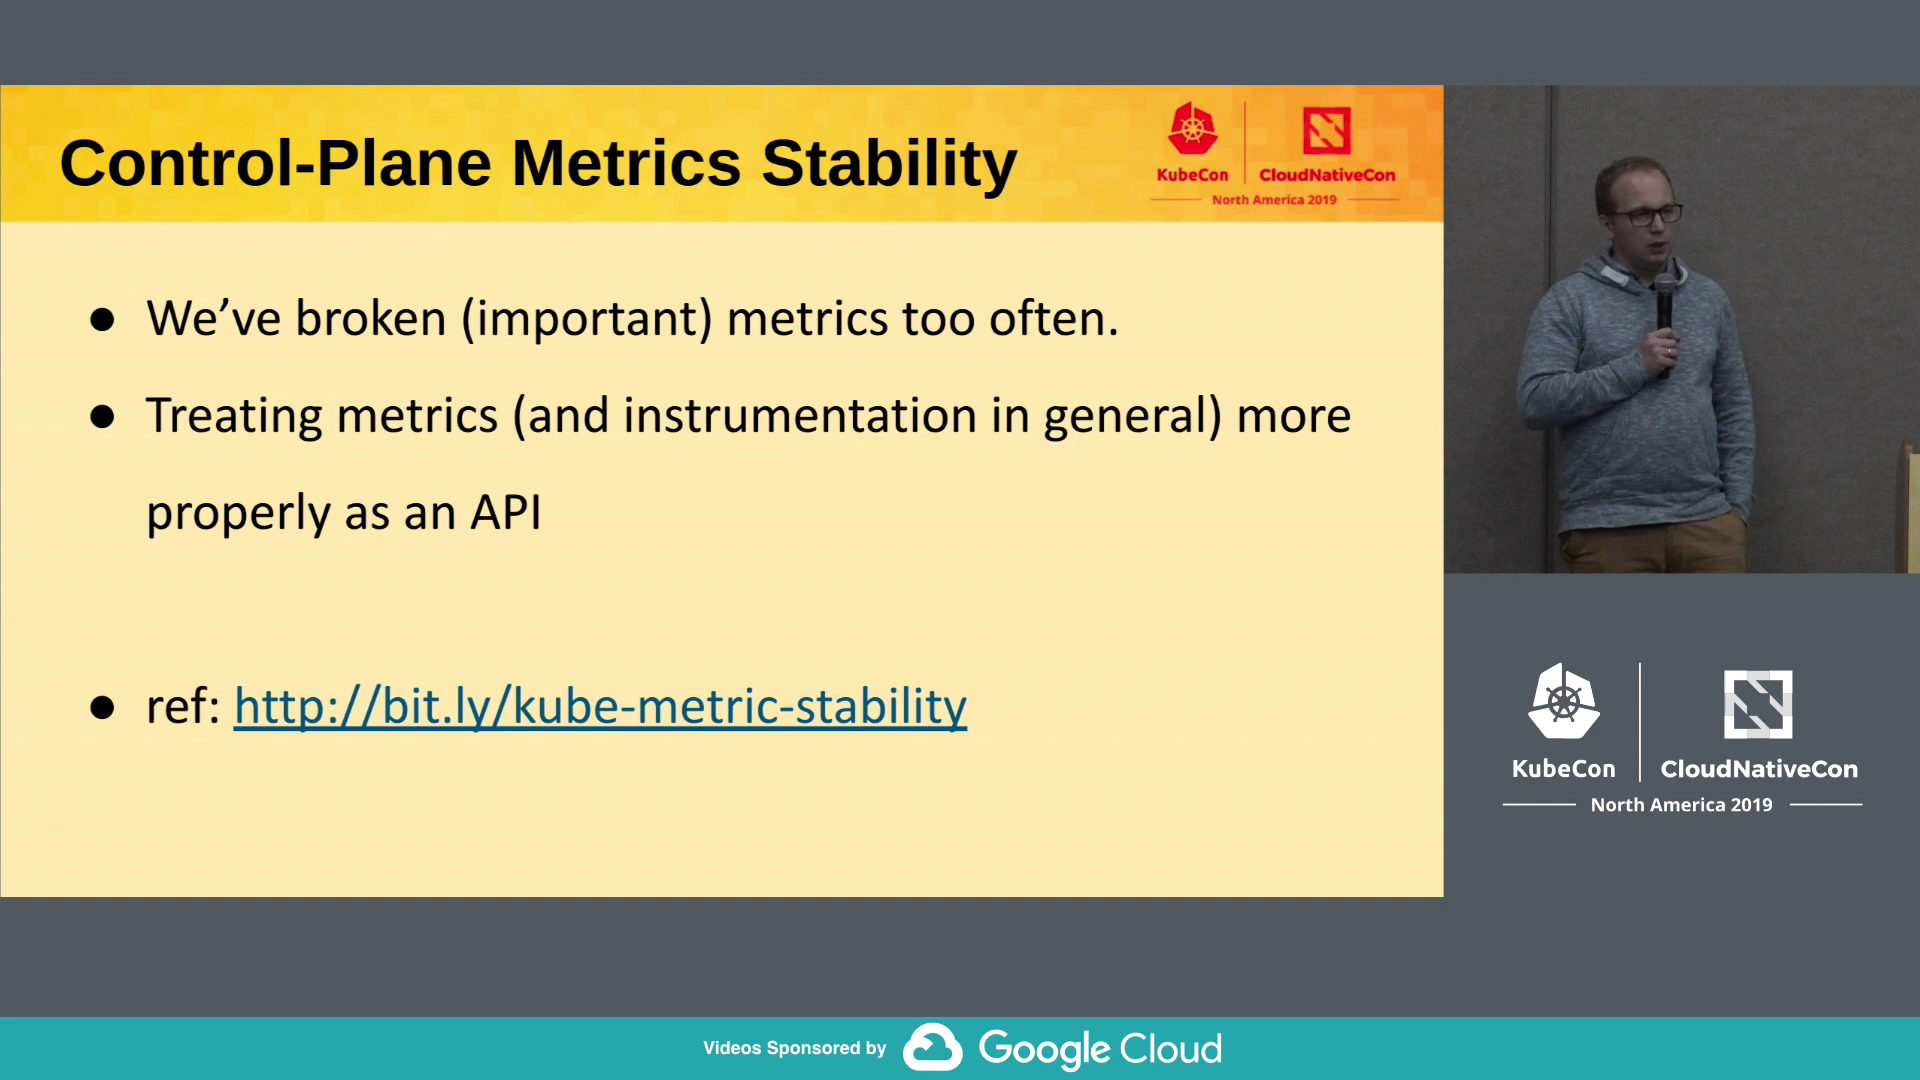 Control-Plane Metrics Stability
KubeCon
CloudNativeCon
North America 2019
● We’ve broken (important) metrics too often.
● Treating metrics (and instrumentation in general) more
properly as an API
● ref: http://bit.ly/kube-metric-stability
KubeCon
CloudNativeCon
North America 2019
Videos Sponsored by
Google Cloud